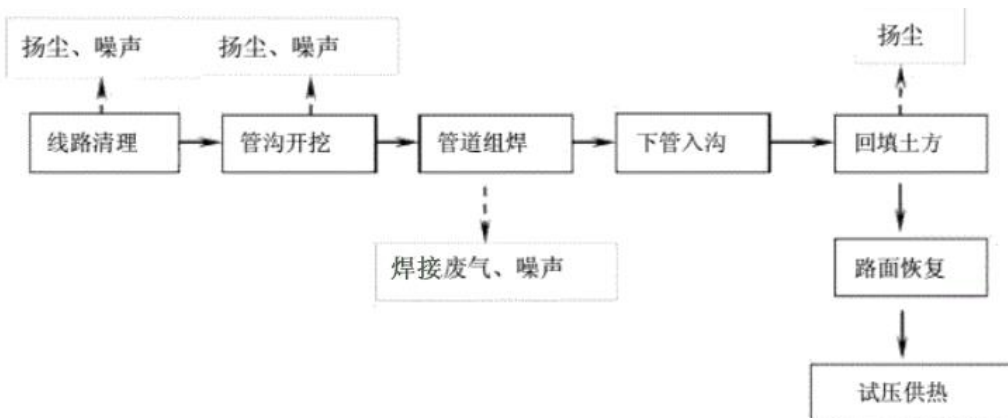 扬尘、噪声
扬尘、噪声
扬尘
线路清理
管沟开挖
管道组焊
下管入沟
回填土方
焊接废气、噪声
路面恢复
试压供热